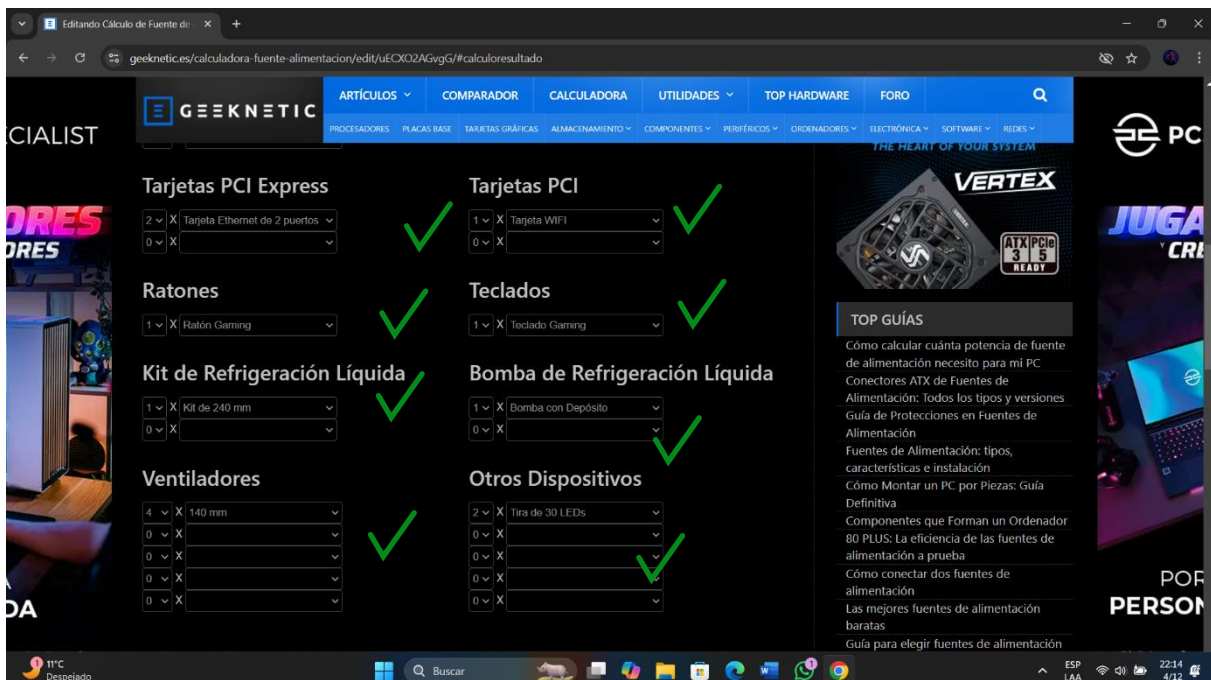 Editando Cálculo de Fuente de
geeknetic.es/calculadora-fuente-alimentacion/edit/uECXO2AGvgG/#calculoresultado
GEEKNETIC
ARTÍCULOS COMPARADOR CALCULADORA UTILIDADES TOP HARDWARE FORO
PROCESADORES PLACAS BASE TARJETAS GRÁFICAS ALMACENAMIENTO COMPONENTES PERIFÉRICOS ORDENADORES ELECTRÓNICA SOFTWARE REDES
CIALIST
DORES
ORES
DA
Tarjetas PCI Express
2 X Tarjeta Ethernet de 2 puertos
0 X
Tarjetas PCI
1 X Tarjeta WIFI
0 X
Ratones
1 X Ratón Gaming
Teclados
1 X Teclado Gaming
Kit de Refrigeración Líquida
1 X Kit de 240 mm
0 X
Bomba de Refrigeración Líquida
1 X Bomba con Depósito
0 X
Ventiladores
4 X 140 mm
0 X
0 X
0 X
0 X
Otros Dispositivos
2 X Tira de 30 LEDs
0 X
0 X
0 X
0 X
THE HEART OF YOUR SYSTEM
VERTEX
ATX PCIe
3 5
READY
TOP GUÍAS
Cómo calcular cuánta potencia de fuente
de alimentación necesito para mi PC
Conectores ATX de Fuentes de
Alimentación: Todos los tipos y versiones
Guía de Protecciones en Fuentes de
Alimentación
Fuentes de Alimentación: tipos,
características e instalación
Cómo Montar un PC por Piezas: Guía
Definitiva
Componentes que Forman un Ordenador
80 PLUS: La eficiencia de las fuentes de
alimentación a prueba
Cómo conectar dos fuentes de
alimentación
Las mejores fuentes de alimentación
baratas
Guía para elegir fuentes de alimentación
PC
JUGA
Y CRE
POR
PERSON
1
11°C
Despejado
Buscar
ESP
LAA
22:14
4/12